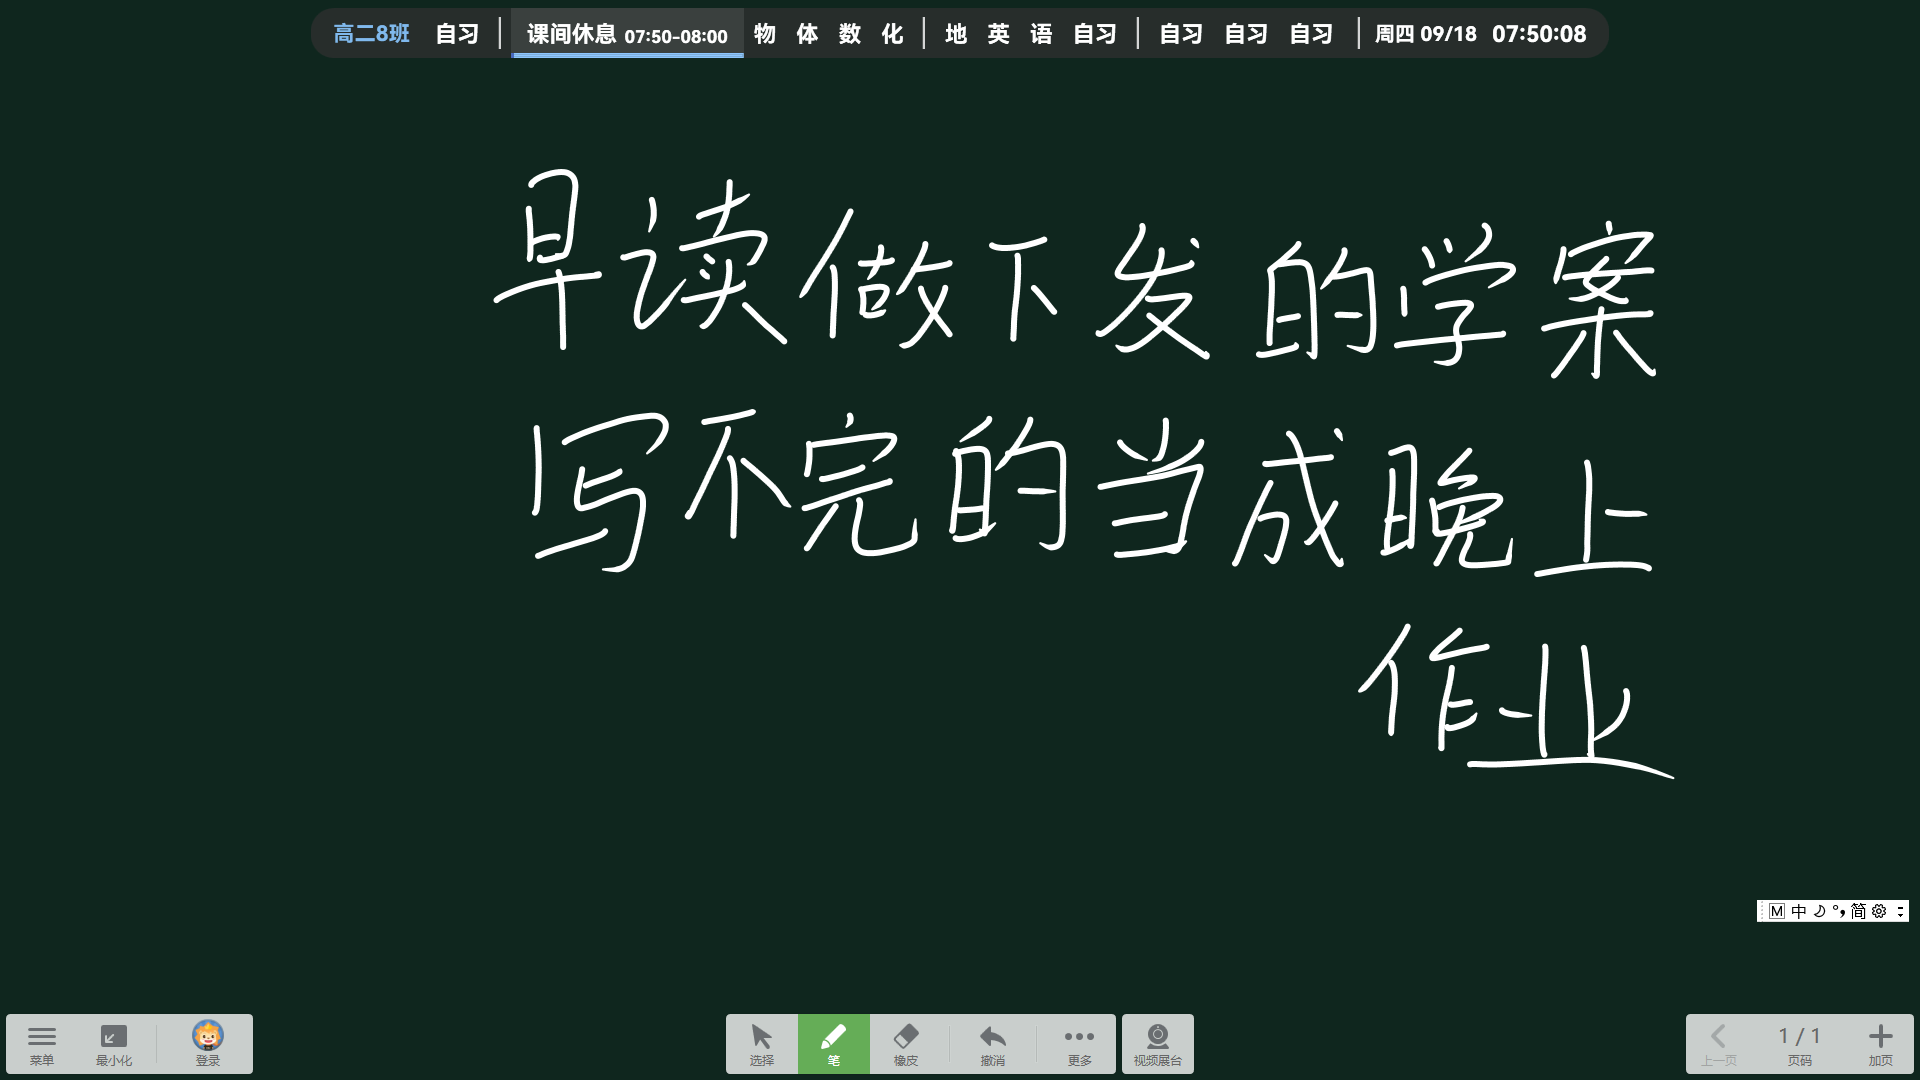 高二8班 自习 | 课间休息 07:50-08:00 物 体 数 化 | 地 英 语 自习 | 自习 自习 自习 | 周四 09/18 07:50:08
早读做下发的学案
写不完的当成晚上
作业
M 中 简
菜单 最小化 登录 选择 笔 橡皮 撤消 更多 视频展台 上一页 1 / 1 页码 加页